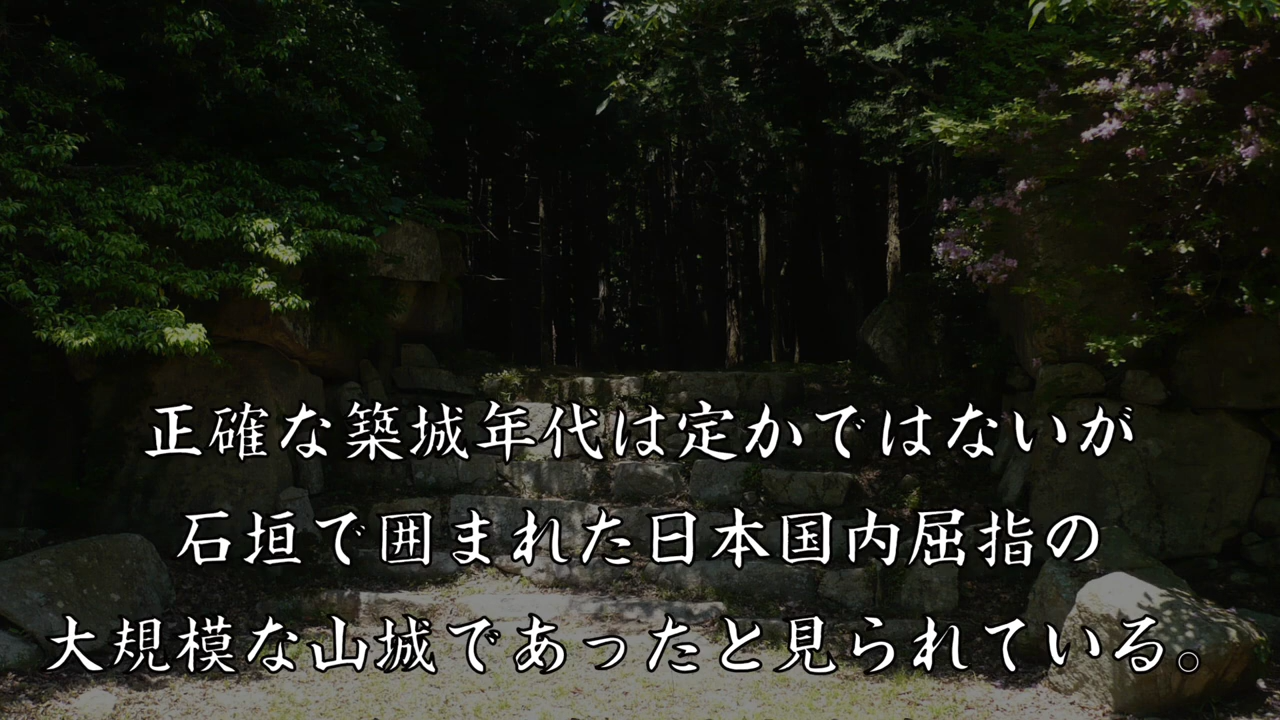 正確な築城年代は定かではないが
石垣で囲まれた日本国内屈指の
大規模な山城であったと見られている。